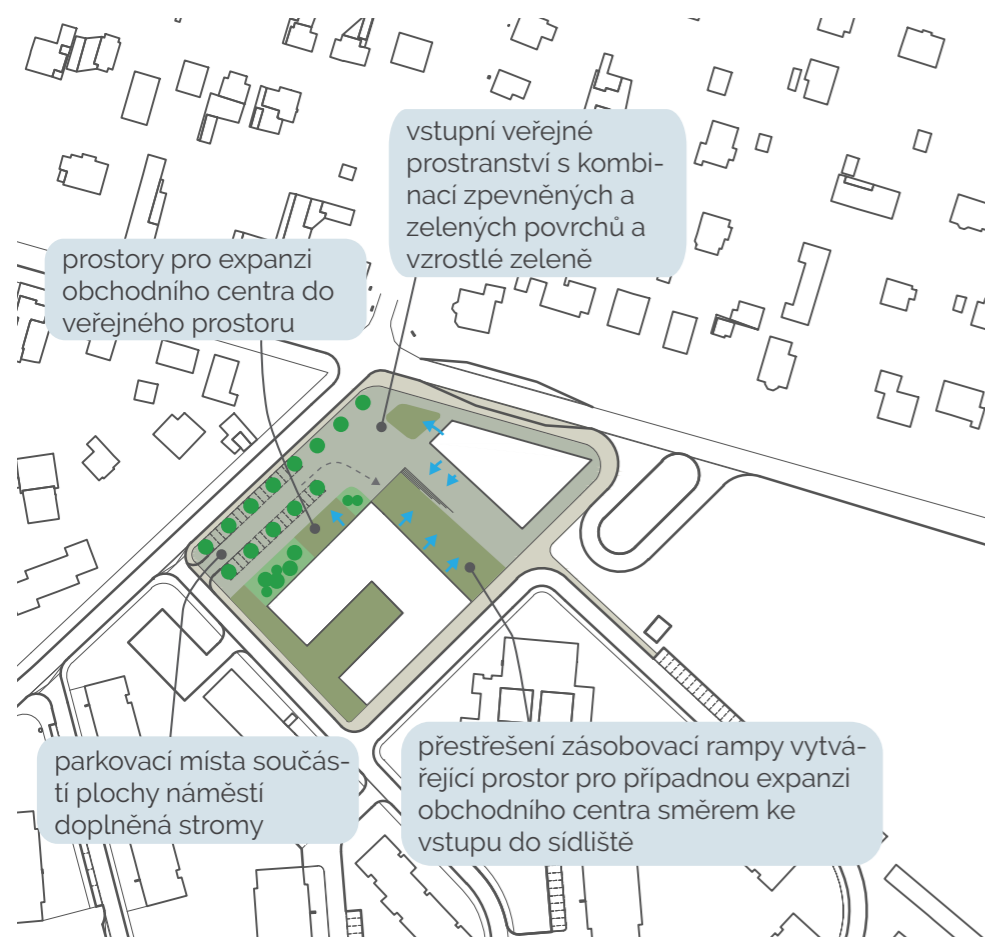 vstupní veřejné
prostranství s kombi-
nací zpevněných a
zelených povrchů a
vzrostlé zeleně
prostory pro expanzi
obchodního centra do
veřejného prostoru
parkovací místa součás-
tí plochy náměstí
doplněná stromy
přestřešení zásobovací rampy vytvá-
řející prostor pro případnou expanzi
obchodního centra směrem ke
vstupu do sídliště